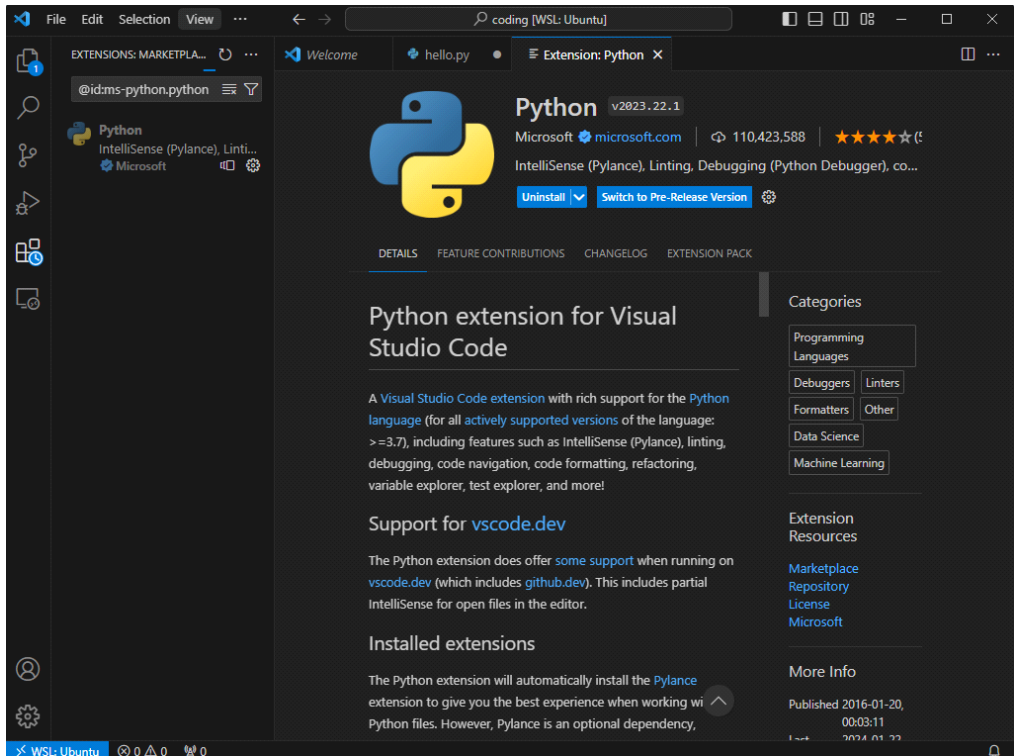 File Edit Selection View ··· coding [WSL: Ubuntu]
EXTENSIONS: MARKETPLA... ···
Welcome hello.py Extension: Python
1
@id:ms-python.python
Python
IntelliSense (Pylance), Linti...
Microsoft
Python v2023.22.1
Microsoft microsoft.com 110,423,588
IntelliSense (Pylance), Linting, Debugging (Python Debugger), co...
Uninstall Switch to Pre-Release Version
DETAILS FEATURE CONTRIBUTIONS CHANGELOG EXTENSION PACK
Python extension for Visual
Studio Code
A Visual Studio Code extension with rich support for the Python
language (for all actively supported versions of the language:
>=3.7), including features such as IntelliSense (Pylance), linting,
debugging, code navigation, code formatting, refactoring,
variable explorer, test explorer, and more!
Support for vscode.dev
The Python extension does offer some support when running on
vscode.dev (which includes github.dev). This includes partial
IntelliSense for open files in the editor.
Installed extensions
The Python extension will automatically install the Pylance
extension to give you the best experience when working
Python files. However, Pylance is an optional dependency,
Categories
Programming
Languages
Debuggers Linters
Formatters Other
Data Science
Machine Learning
Extension
Resources
Marketplace
Repository
License
Microsoft
More Info
Published 2016-01-20,
00:03:11
2024-01-22
WSL: Ubuntu 0 0 0